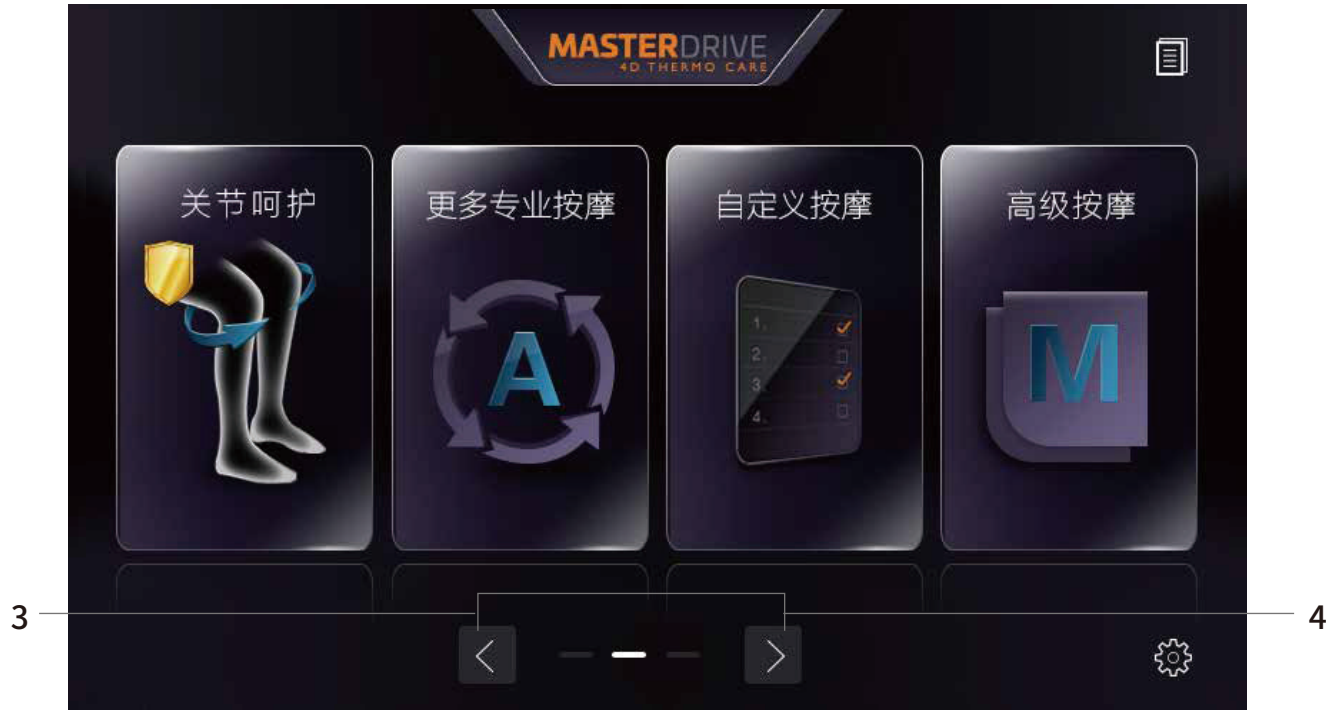 MASTERDRIVE
4D THERMO CARE
关节呵护
更多专业按摩
自定义按摩
高级按摩
A
1.
2.
3.
4.
M
3
4